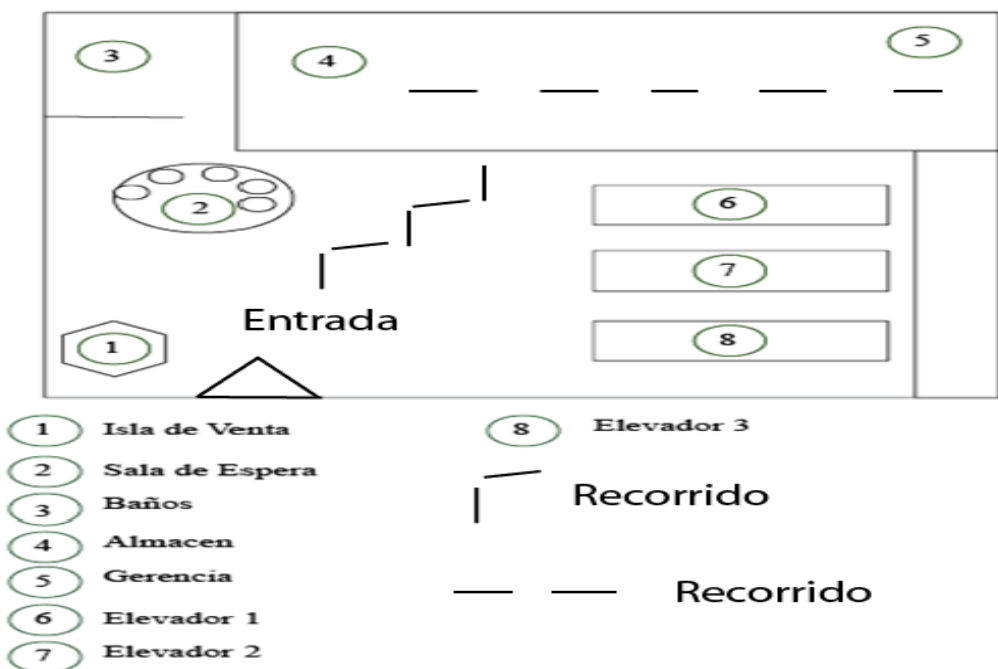 3
4
5
2
6
7
Entrada
1
8
1 Isla de Venta
2 Sala de Espera
3 Baños
4 Almacen
5 Gerencia
6 Elevador 1
7 Elevador 2
8 Elevador 3
Recorrido
Recorrido